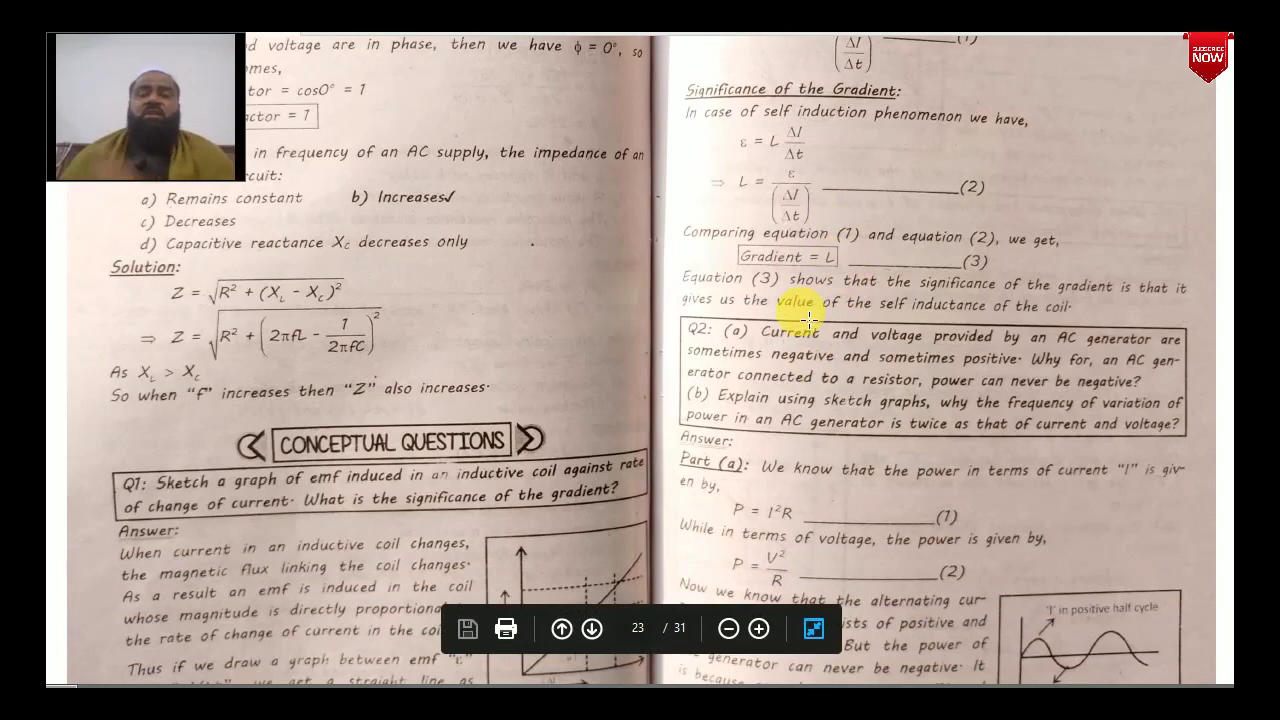 d voltage are in phase, then we have ϕ = 0°, so
mes,
tor = cos0° = 1
actor = 1
in frequency of an AC supply, the impedance of an
rcuit:
a) Remains constant b) Increases✓
c) Decreases
d) Capacitive reactance X_C decreases only
Solution:
Z = √(R² + (X_L - X_C)²)
⇒ Z = √(R² + (2πfL - 1/(2πfC))²)
As X_L > X_C
So when "f" increases then "Z" also increases.
CONCEPTUAL QUESTIONS
Q1: Sketch a graph of emf induced in an inductive coil against rate
of change of current. What is the significance of the gradient?
Answer:
When current in an inductive coil changes,
the magnetic flux linking the coil changes.
As a result an emf is induced in the coil
whose magnitude is directly proportional
the rate of change of current in the coi
Thus if we draw a graph between emf "ε"
we get a straight line as
(ΔI/Δt) (1)
Significance of the Gradient:
In case of self induction phenomenon we have,
ε = L ΔI/Δt
⇒ L = ε/(ΔI/Δt) (2)
Comparing equation (1) and equation (2), we get,
Gradient = L (3)
Equation (3) shows that the significance of the gradient is that it
gives us the value of the self inductance of the coil.
Q2: (a) Current and voltage provided by an AC generator are
sometimes negative and sometimes positive. Why for, an AC gen-
erator connected to a resistor, power can never be negative?
(b) Explain using sketch graphs, why the frequency of variation of
power in an AC generator is twice as that of current and voltage?
Answer:
Part (a): We know that the power in terms of current "I" is giv-
en by,
P = I²R (1)
While in terms of voltage, the power is given by,
P = V²/R (2)
Now we know that the alternating cur-
ists of positive and
But the power of
generator can never be negative. It
is because
'I' in positive half cycle
SUBSCRIBE
NOW
23 / 31